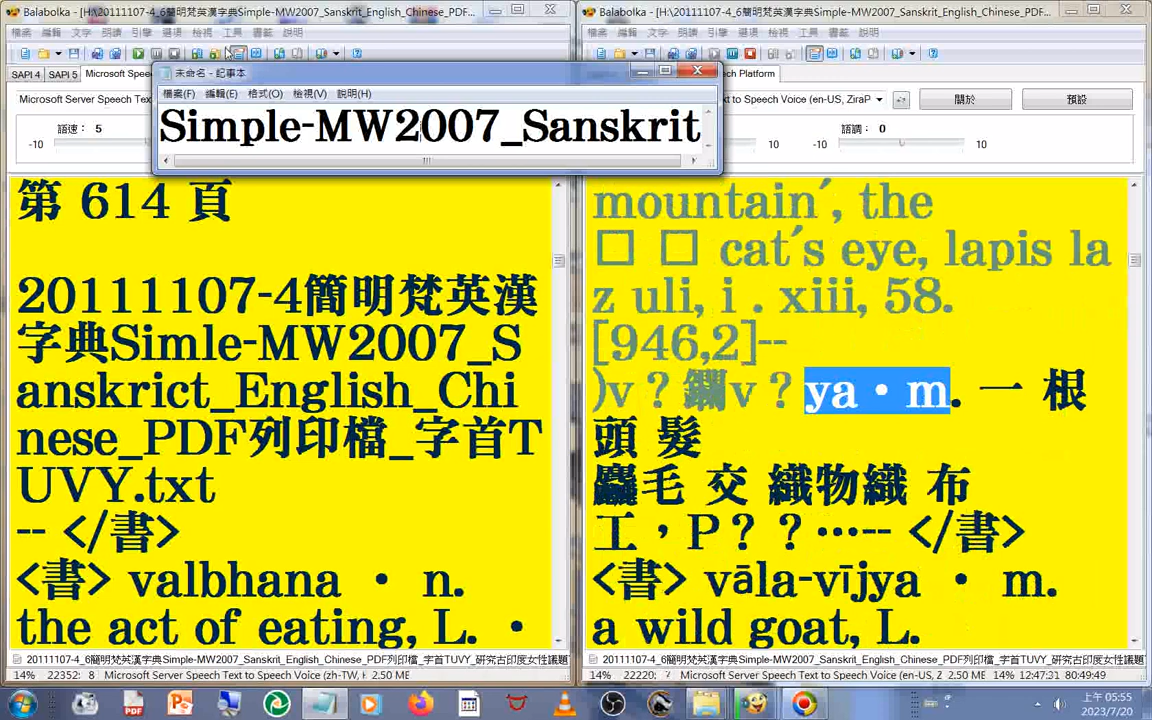 Balabolka - [H:\20111107-4_6簡明梵英漢字典Simple-MW2007_Sanskrit_English_Chinese_PDF...
檔案 編輯 文字 朗讀 引擎 選項 檢視 工具 書籤 說明
SAPI 4 SAPI 5 Microsoft Spee
Microsoft Server Speech Text
語速： 5
-10
未命名 - 記事本
檔案(F) 編輯(E) 格式(O) 檢視(V) 說明(H)
Simple-MW2007_Sanskrit
第 614 頁
20111107-4簡明梵英漢
字典Simle-MW2007_S
anskrict_English_Chi
nese_PDF列印檔_字首T
UVY.txt
-- </書>
<書> valbhana • n.
the act of eating, L. •
20111107-4_6簡明梵英漢字典Simple-MW2007_Sanskrit_English_Chinese_PDF列印檔_字首TUVY_研究古印度女性議題
14% 22352: 8 Microsoft Server Speech Text to Speech Voice (zh-TW, 2.50 MB
Balabolka - [H:\20111107-4_6簡明梵英漢字典Simple-MW2007_Sanskrit_English_Chinese_PDF...
檔案 編輯 文字 朗讀 引擎 選項 檢視 工具 書籤 說明
ech Platform
xt to Speech Voice (en-US, ZiraP 關於 預設
語調： 0
10 -10 10
mountain´, the
□ □ cat´s eye, lapis la
z uli, i . xiii, 58.
[946,2]--
)v？鑭v？ya•m. 一 根
頭 髮
麤毛 交 織物織 布
工，P？？…-- </書>
<書> vāla-vījya • m.
a wild goat, L.
20111107-4_6簡明梵英漢字典Simple-MW2007_Sanskrit_English_Chinese_PDF列印檔_字首TUVY_研究古印度女性議題
14% 22220: 7 Microsoft Server Speech Text to Speech Voice (en-US, Z 2.50 MB 14% 12:47:31 80:49:49
上午 05:55
2023/7/20